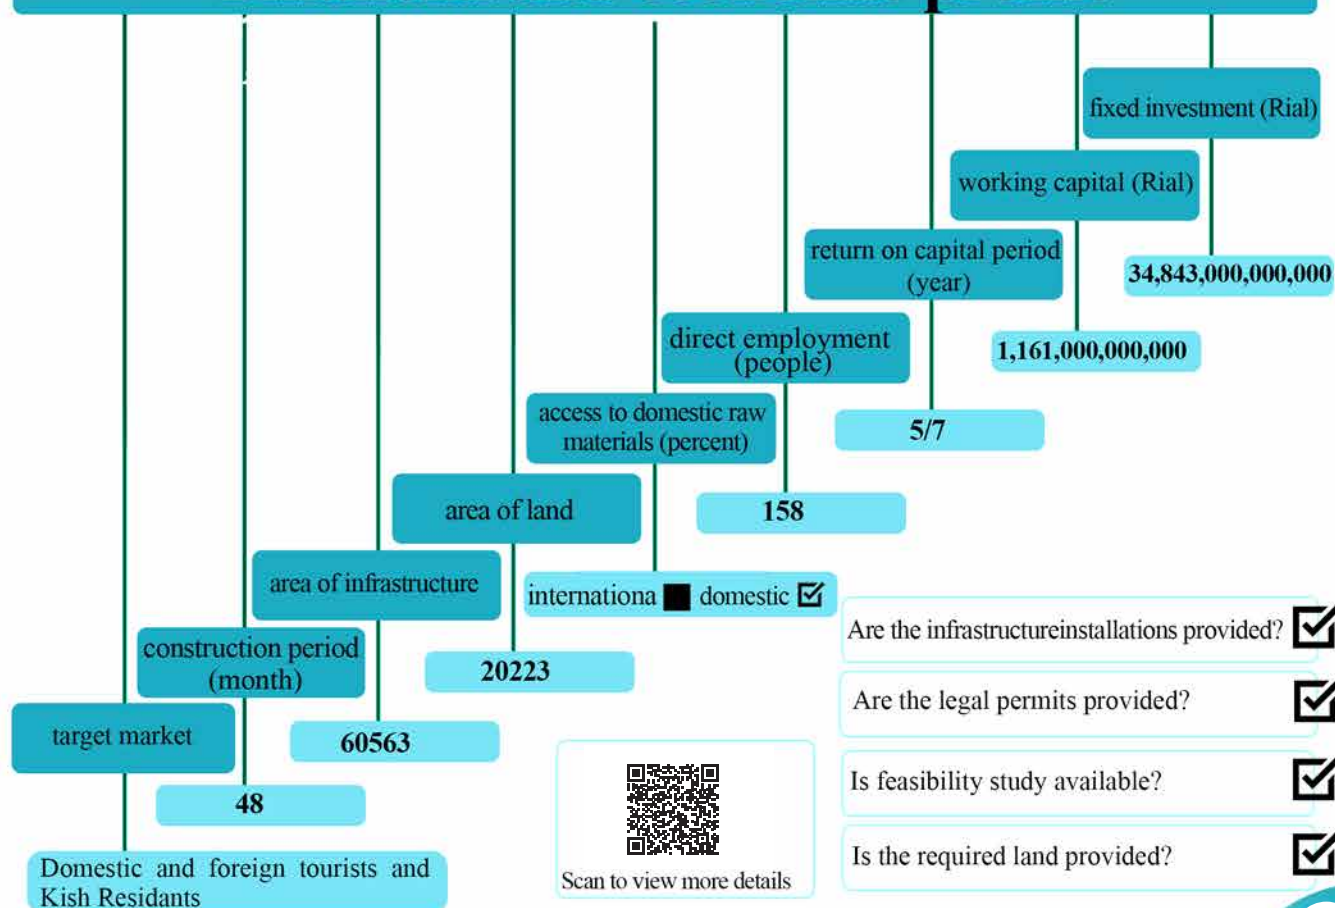 fixed investment (Rial)
34,843,000,000,000
working capital (Rial)
1,161,000,000,000
return on capital period
(year)
5/7
direct employment
(people)
158
access to domestic raw
materials (percent)
internationa domestic
area of land
20223
area of infrastructure
60563
construction period
(month)
48
target market
Domestic and foreign tourists and
Kish Residants
Are the infrastructureinstallations provided?
Are the legal permits provided?
Is feasibility study available?
Is the required land provided?
Scan to view more details